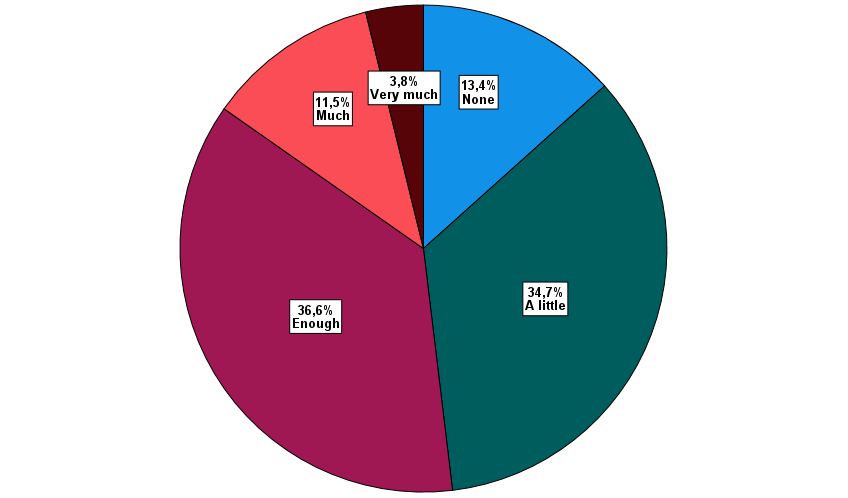 3,8%
Very much
13,4%
None
11,5%
Much
34,7%
A little
36,6%
Enough